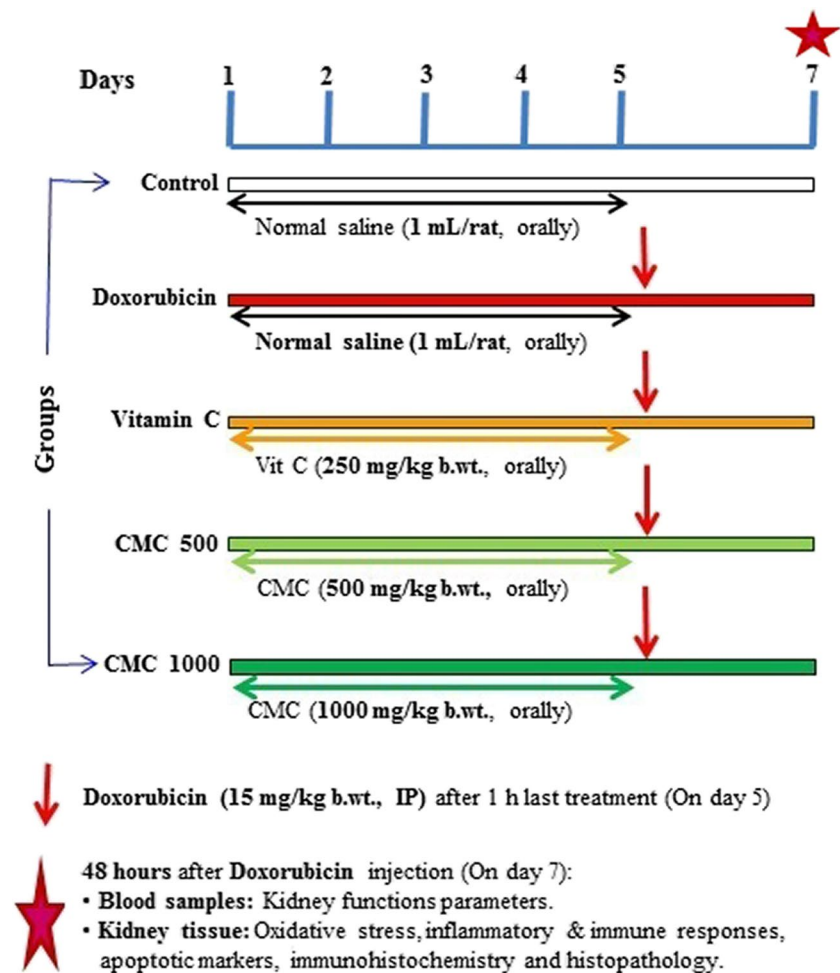 Days
1 2 3 4 5 7
Groups
Control
Normal saline (1 mL/rat, orally)
Doxorubicin
Normal saline (1 mL/rat, orally)
Vitamin C
Vit C (250 mg/kg b.wt., orally)
CMC 500
CMC (500 mg/kg b.wt., orally)
CMC 1000
CMC (1000 mg/kg b.wt., orally)
Doxorubicin (15 mg/kg b.wt., IP) after 1 h last treatment (On day 5)
48 hours after Doxorubicin injection (On day 7):
• Blood samples: Kidney functions parameters.
• Kidney tissue: Oxidative stress, inflammatory & immune responses,
apoptotic markers, immunohistochemistry and histopathology.